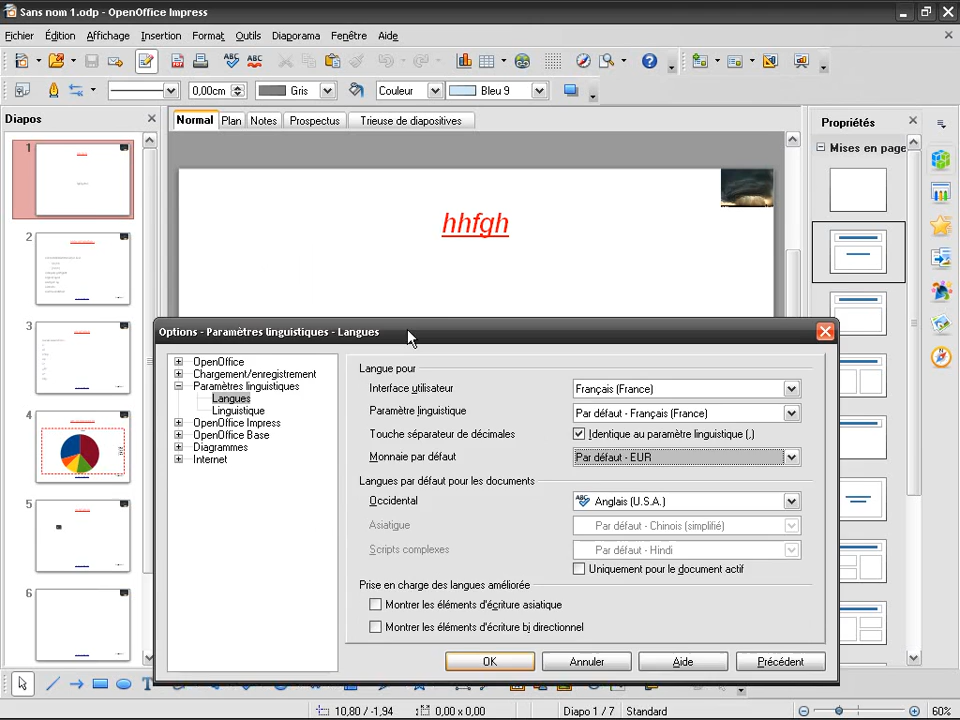 Sans nom 1.odp - OpenOffice Impress
Fichier Édition Affichage Insertion Format Outils Diaporama Fenêtre Aide
0,00cm Gris Couleur Bleu 9
Diapos
Normal Plan Notes Prospectus Trieuse de diapositives
Propriétés
Mises en page
1
2
3
4
5
6
hhfgh
Options - Paramètres linguistiques - Langues
OpenOffice
Chargement/enregistrement
Paramètres linguistiques
Langues
Linguistique
OpenOffice Impress
OpenOffice Base
Diagrammes
Internet
Langue pour
Interface utilisateur Français (France)
Paramètre linguistique Par défaut - Français (France)
Touche séparateur de décimales Identique au paramètre linguistique (,)
Monnaie par défaut Par défaut - EUR
Langues par défaut pour les documents
Occidental Anglais (U.S.A.)
Asiatique Par défaut - Chinois (simplifié)
Scripts complexes Par défaut - Hindi
Uniquement pour le document actif
Prise en charge des langues améliorée
Montrer les éléments d'écriture asiatique
Montrer les éléments d'écriture bi directionnel
OK Annuler Aide Précédent
10,80 / -1,94 0,00 x 0,00 Diapo 1 / 7 Standard 60%